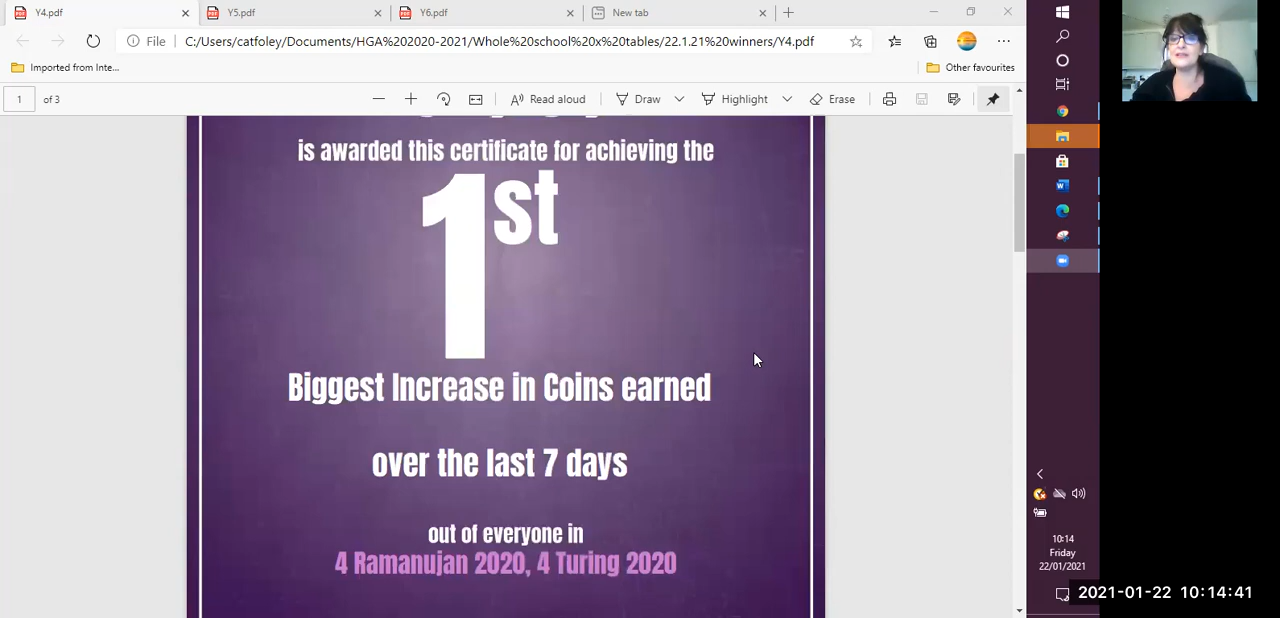 Y4.pdf
Y5.pdf
Y6.pdf
New tab
File
C:/Users/catfoley/Documents/HGA%202020-2021/Whole%20school%20x%20tables/22.1.21%20winners/Y4.pdf
Imported from Inte...
Other favourites
1 of 3
Read aloud
Draw
Highlight
Erase
is awarded this certificate for achieving the
1st
Biggest Increase in Coins earned
over the last 7 days
out of everyone in
4 Ramanujan 2020, 4 Turing 2020
10:14
Friday
22/01/2021
2021-01-22 10:14:41